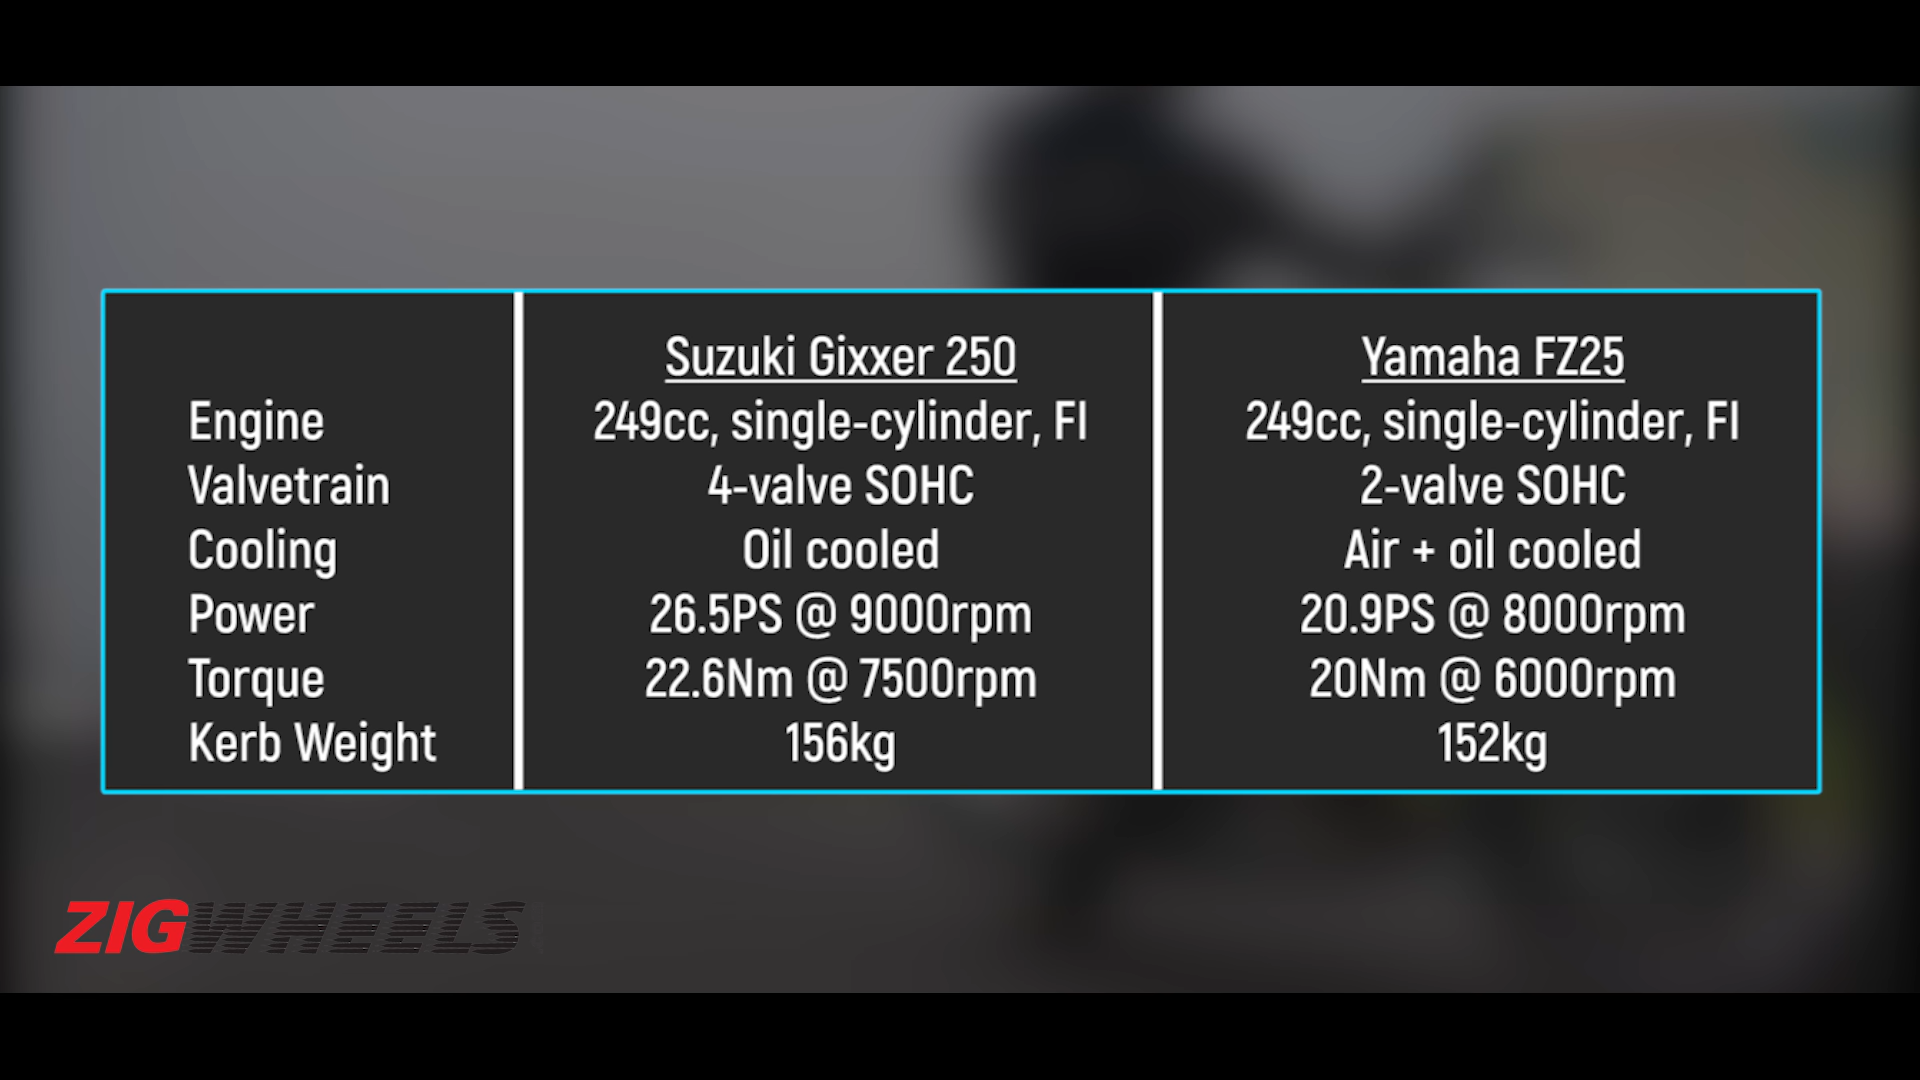 Suzuki Gixxer 250 Yamaha FZ25
Engine 249cc, single-cylinder, FI 249cc, single-cylinder, FI
Valvetrain 4-valve SOHC 2-valve SOHC
Cooling Oil cooled Air + oil cooled
Power 26.5PS @ 9000rpm 20.9PS @ 8000rpm
Torque 22.6Nm @ 7500rpm 20Nm @ 6000rpm
Kerb Weight 156kg 152kg
ZIGWHEELS